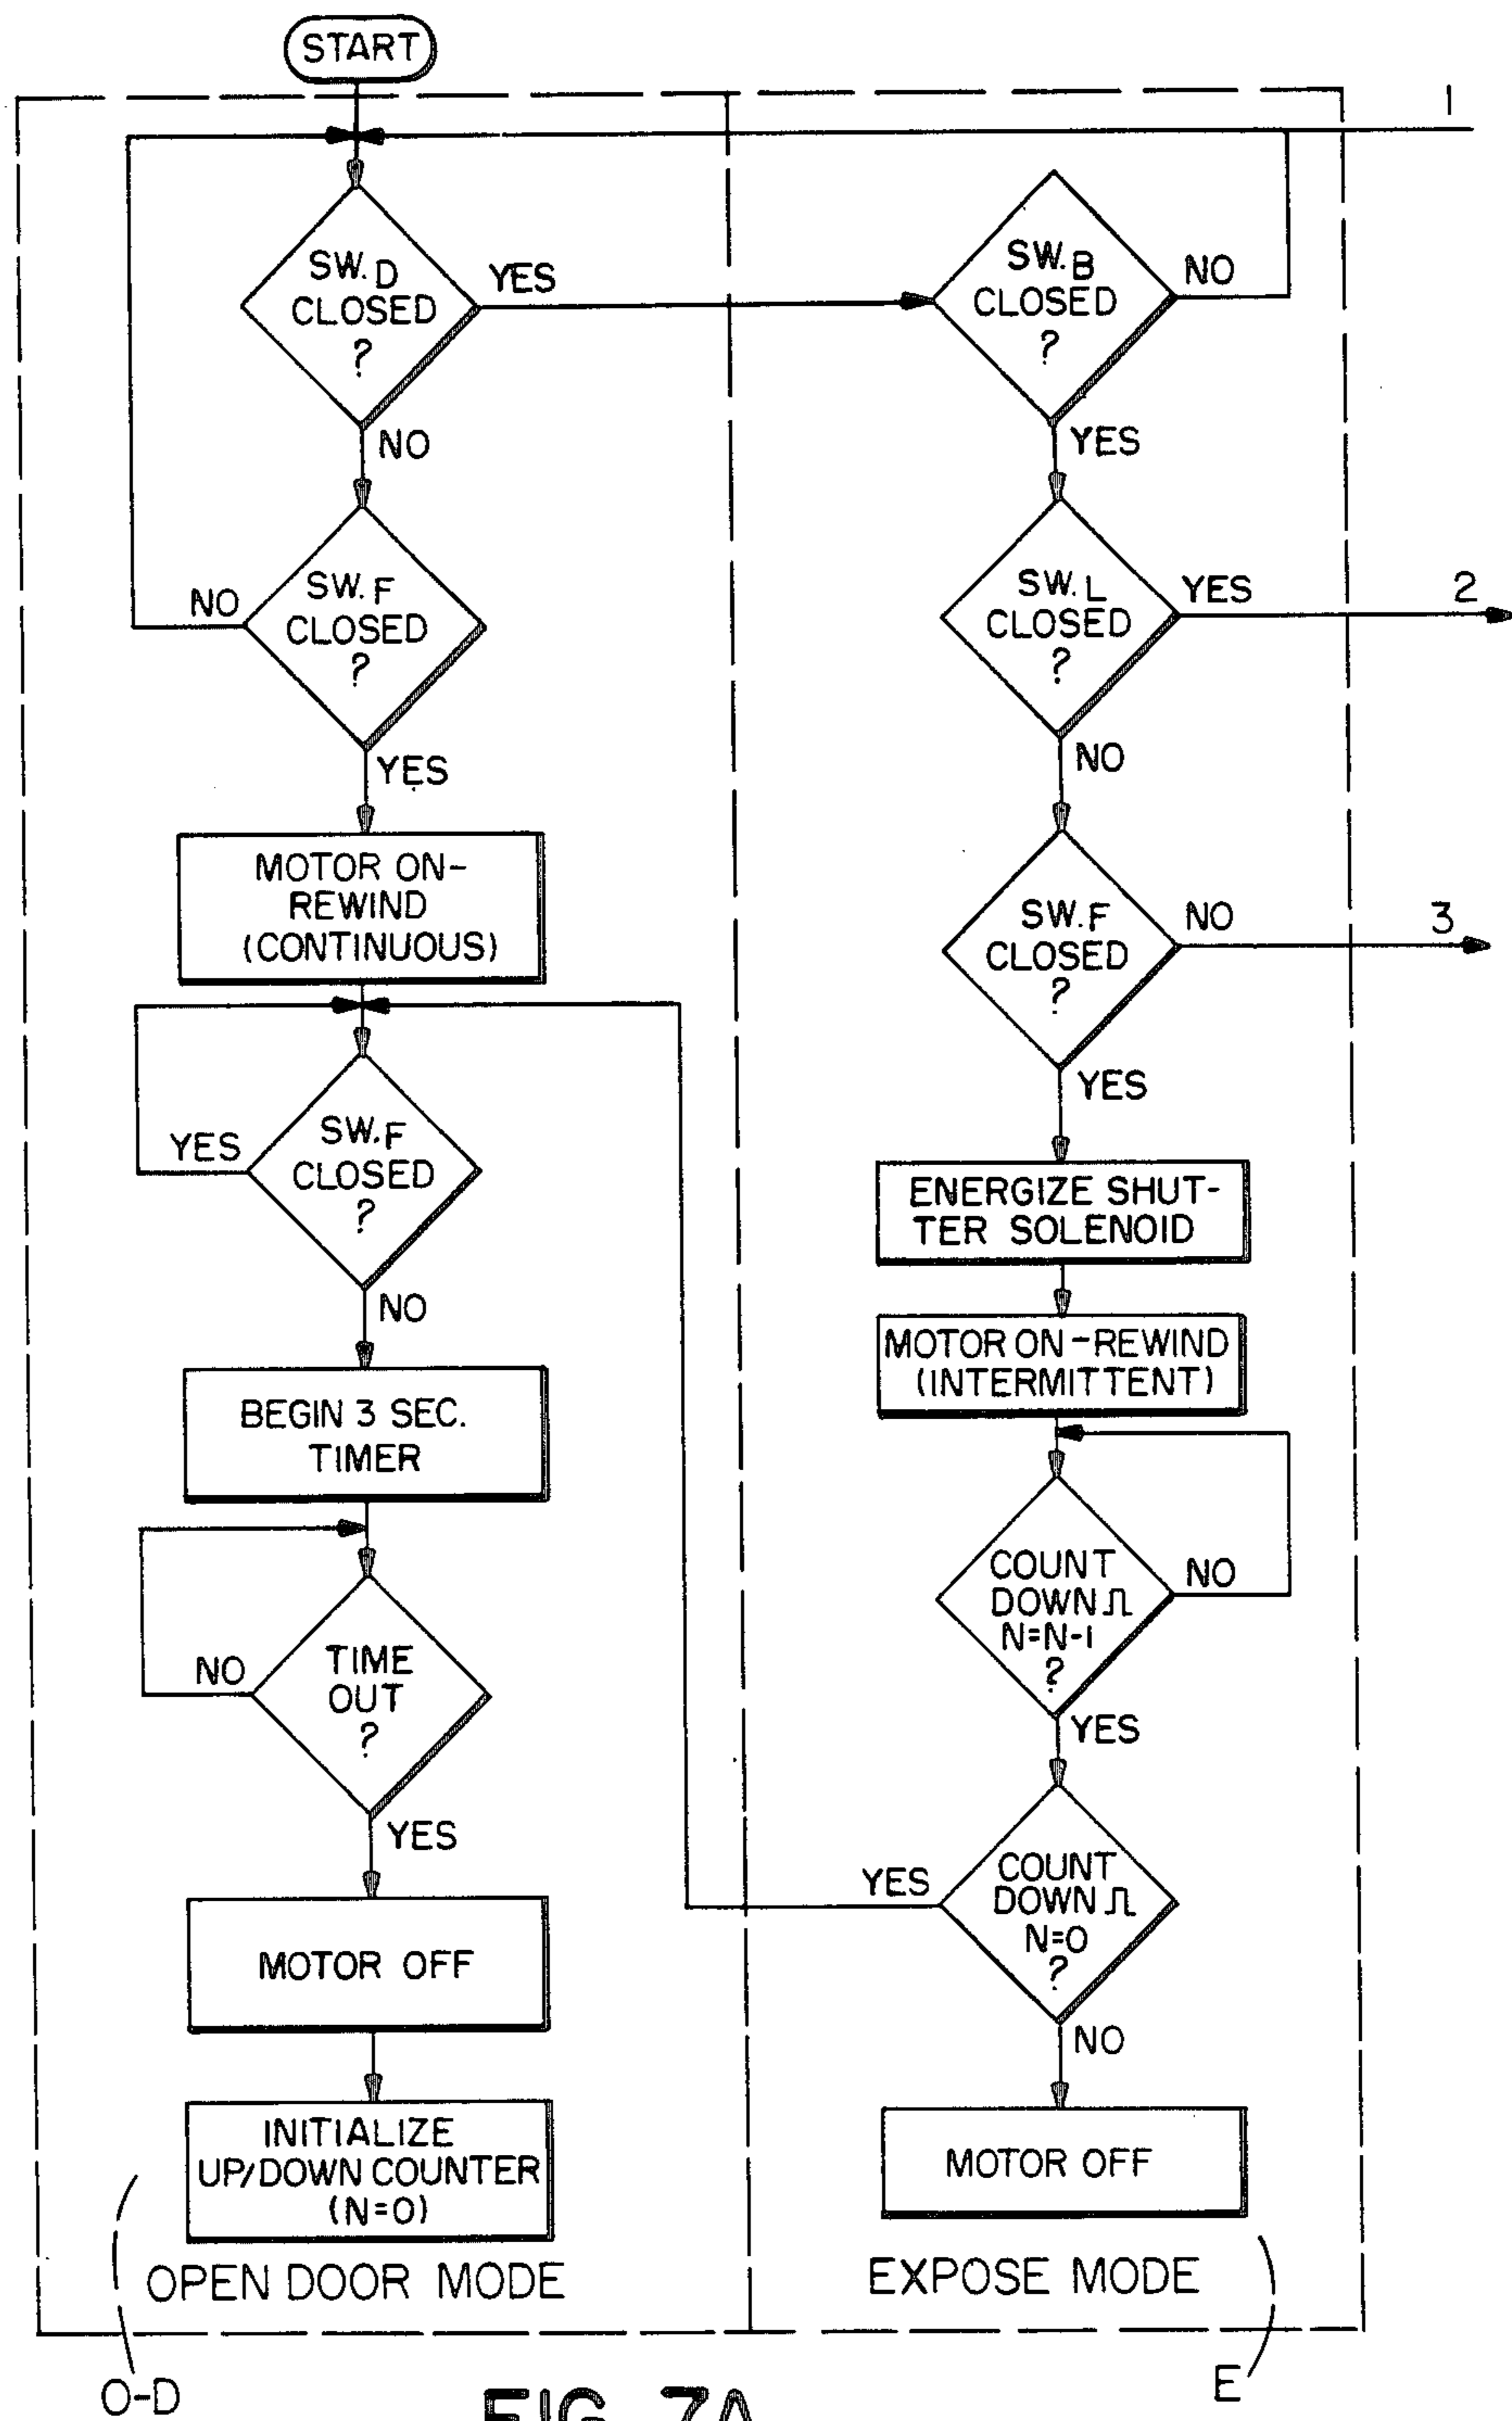 START
1
SW.D
CLOSED
?
YES
NO
SW.B
CLOSED
?
NO
YES
SW.F
CLOSED
?
NO
YES
SW.L
CLOSED
?
YES
2
NO
MOTOR ON-
REWIND
(CONTINUOUS)
SW.F
CLOSED
?
NO
3
YES
SW.F
CLOSED
?
YES
NO
ENERGIZE SHUT-
TER SOLENOID
MOTOR ON-REWIND
(INTERMITTENT)
BEGIN 3 SEC.
TIMER
COUNT
DOWN
N=N-1
?
NO
YES
TIME
OUT
?
NO
YES
COUNT
DOWN
N=0
?
YES
NO
MOTOR OFF
INITIALIZE
UP/DOWN COUNTER
(N=0)
MOTOR OFF
OPEN DOOR MODE
EXPOSE MODE
O-D
E
FIG. 7A